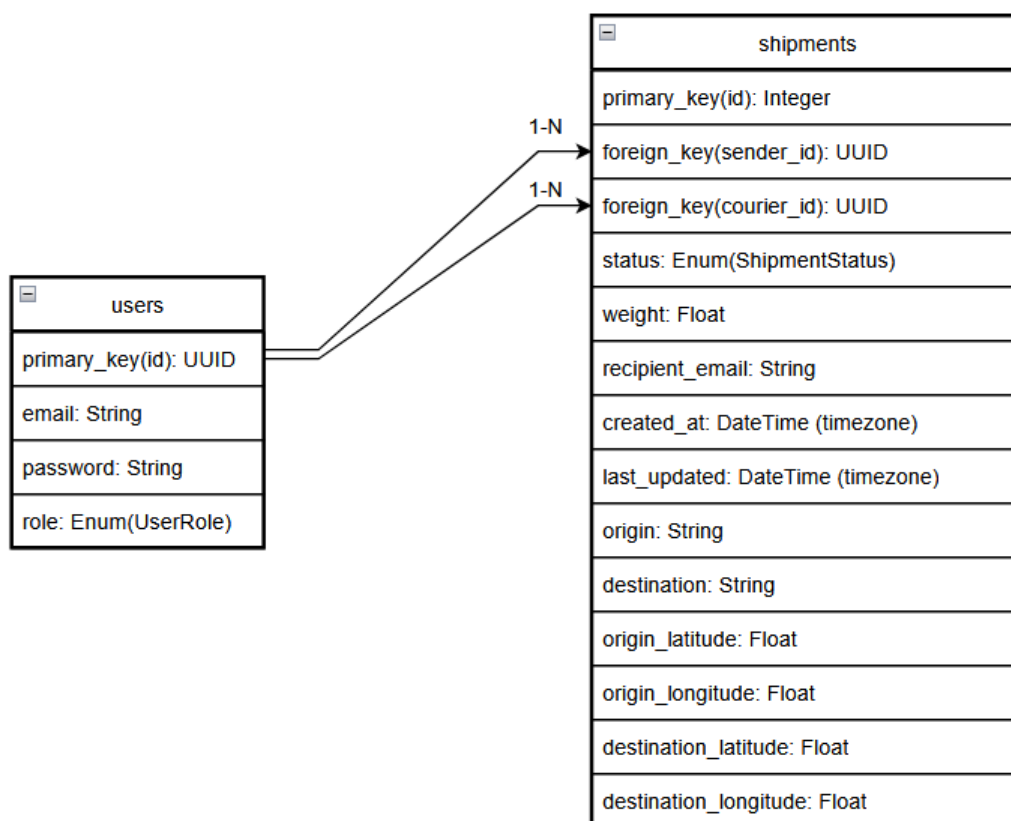 shipments
primary_key(id): Integer
1-N
foreign_key(sender_id): UUID
1-N
foreign_key(courier_id): UUID
status: Enum(ShipmentStatus)
weight: Float
recipient_email: String
created_at: DateTime (timezone)
last_updated: DateTime (timezone)
origin: String
destination: String
origin_latitude: Float
origin_longitude: Float
destination_latitude: Float
destination_longitude: Float
users
primary_key(id): UUID
email: String
password: String
role: Enum(UserRole)